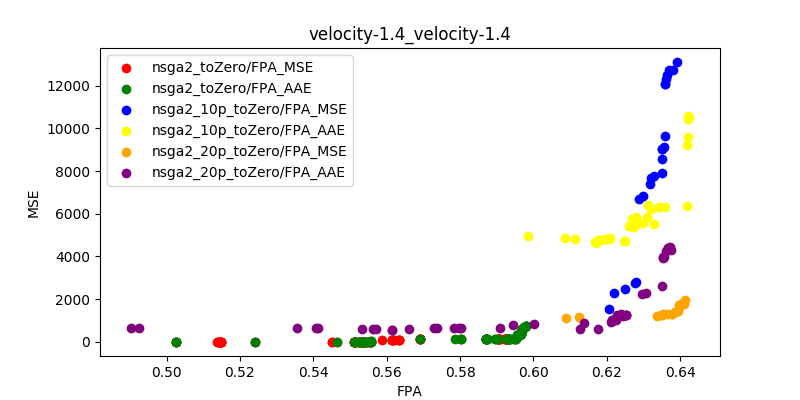 velocity-1.4_velocity-1.4
nsga2_toZero/FPA_MSE
nsga2_toZero/FPA_AAE
nsga2_10p_toZero/FPA_MSE
nsga2_10p_toZero/FPA_AAE
nsga2_20p_toZero/FPA_MSE
nsga2_20p_toZero/FPA_AAE
MSE
12000
10000
8000
6000
4000
2000
0
0.50 0.52 0.54 0.56 0.58 0.60 0.62 0.64
FPA